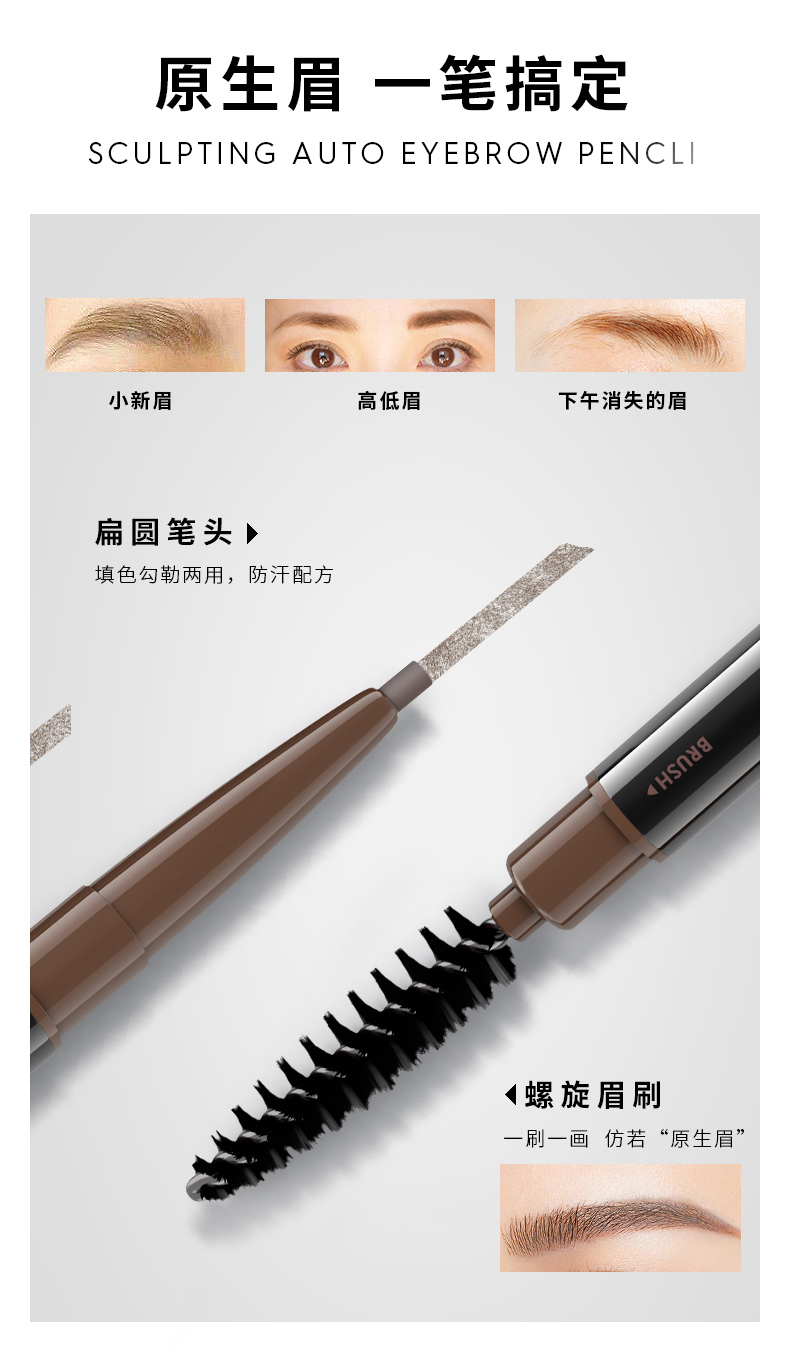 原生眉 一笔搞定
SCULPTING AUTO EYEBROW PENCLI
小新眉
高低眉
下午消失的眉
扁圆笔头
填色勾勒两用，防汗配方
BRUSH
螺旋眉刷
一刷一画 仿若“原生眉”